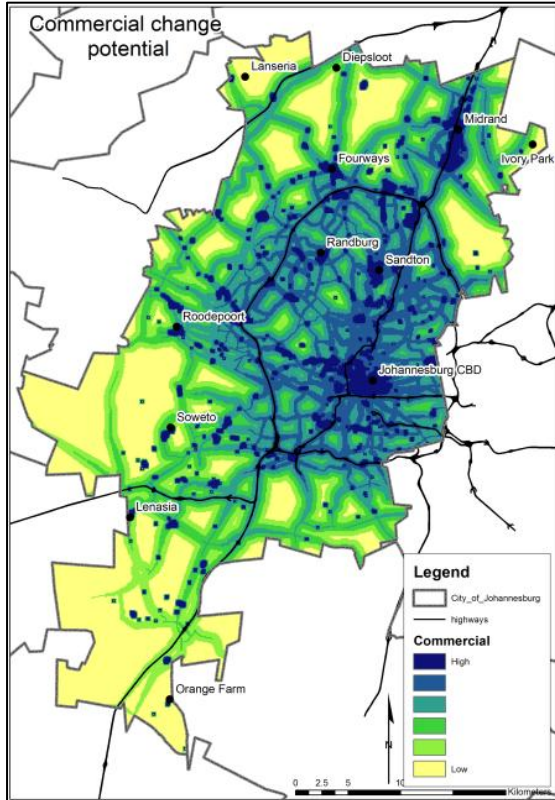 Commercial change
potential
Diepsloot
Lanseria
Midrand
Ivory Park
Fourways
Randburg
Sandton
Roodepoort
Johannesburg CBD
Soweto
Lenasia
Orange Farm
Legend
City_of_Johannesburg
highways
Commercial
High
Low
N
0 2.5 5 10
Kilometers